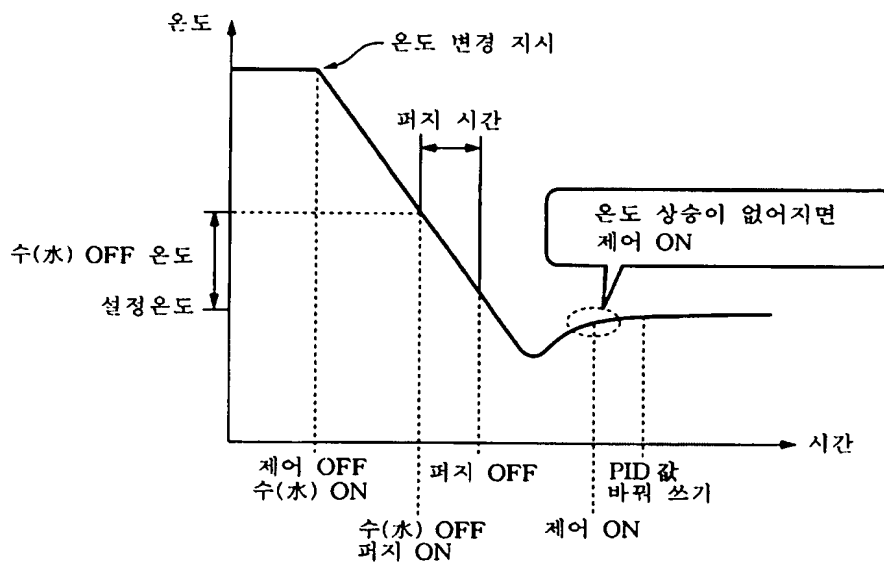 온도
온도 변경 지시
퍼지 시간
온도 상승이 없어지면
제어 ON
수(水) OFF 온도
설정온도
시간
제어 OFF
수(水) ON
퍼지 OFF
PID 값
바꿔 쓰기
수(水) OFF
퍼지 ON
제어 ON